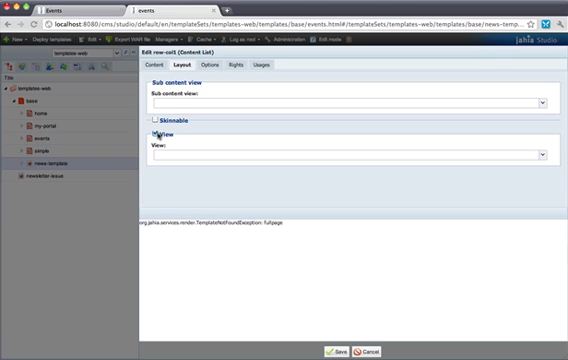 Events
events
localhost:8080/cms/studio/default/en/templateSets/templates-web/templates/base/events.html#/templateSets/templates-web/templates/base/news-temp...
New Deploy templates Edit Export WAR file Managers Cache Log as root Administration Edit mode jahia Studio
templates-web
Edit row-col1 (Content List)
Content Layout Options Rights Usages
Title
templates-web
base
home
my-portal
events
simple
news-template
newsletter-issue
Sub content view
Sub content view:
Skinnable
View
View:
org.jahia.services.render.TemplateNotFoundException: fullpage
Save Cancel